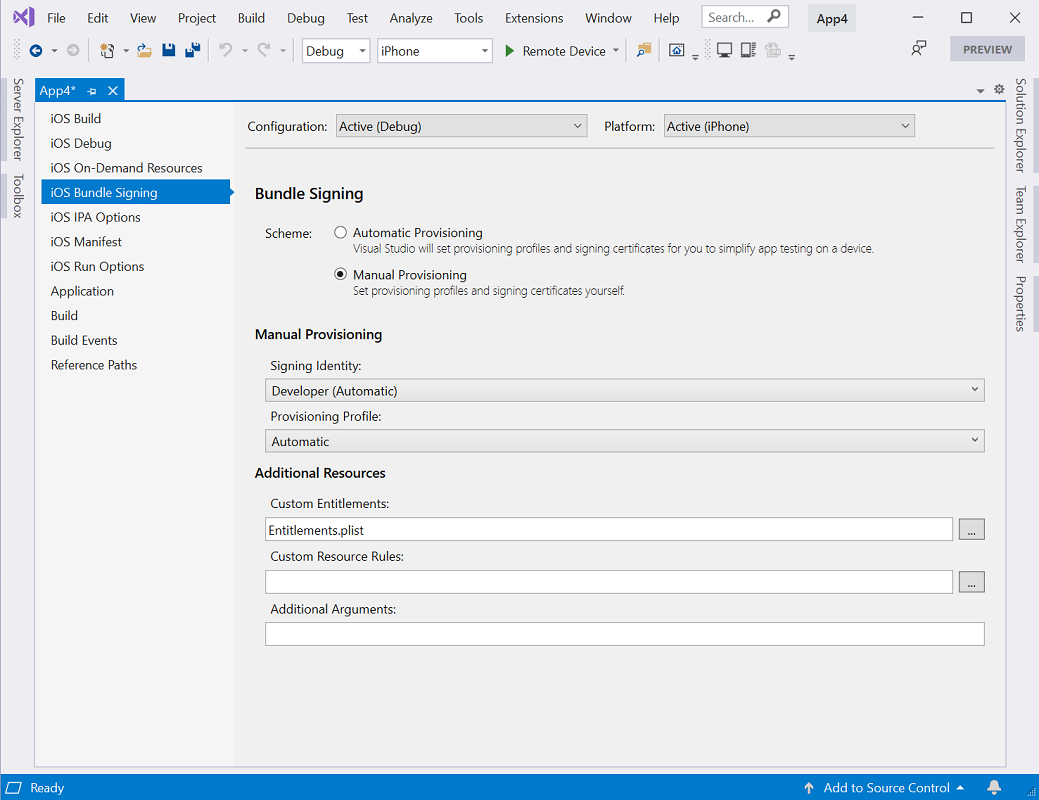 File Edit View Project Build Debug Test Analyze Tools Extensions Window Help Search... App4
Debug iPhone Remote Device PREVIEW
Server Explorer
Toolbox
App4*
iOS Build
iOS Debug
iOS On-Demand Resources
iOS Bundle Signing
iOS IPA Options
iOS Manifest
iOS Run Options
Application
Build
Build Events
Reference Paths
Configuration: Active (Debug) Platform: Active (iPhone)
Bundle Signing
Scheme: Automatic Provisioning
Visual Studio will set provisioning profiles and signing certificates for you to simplify app testing on a device.
Manual Provisioning
Set provisioning profiles and signing certificates yourself.
Manual Provisioning
Signing Identity:
Developer (Automatic)
Provisioning Profile:
Automatic
Additional Resources
Custom Entitlements:
Entitlements.plist ...
Custom Resource Rules:
...
Additional Arguments:
Solution Explorer
Team Explorer
Properties
Ready Add to Source Control